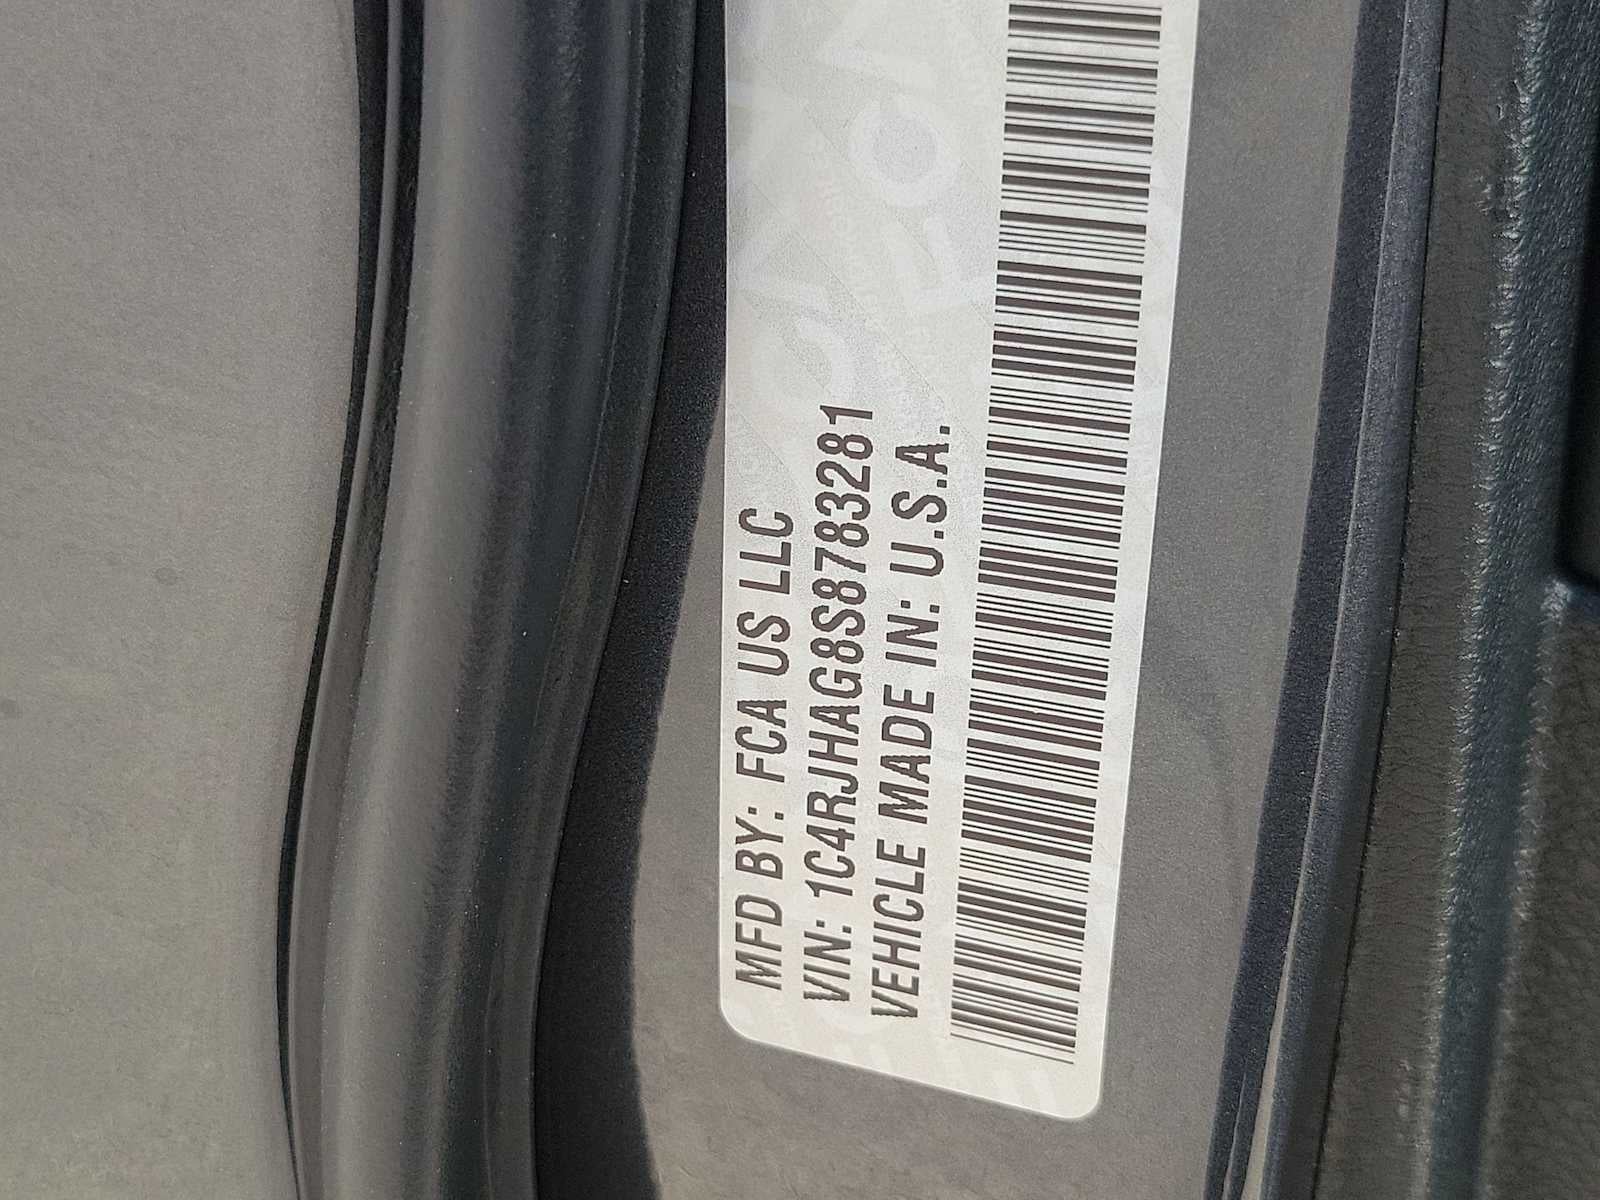 MFD BY: FCA US LLC
VIN: 1C4RJHAG8S8783281
VEHICLE MADE IN: U.S.A.